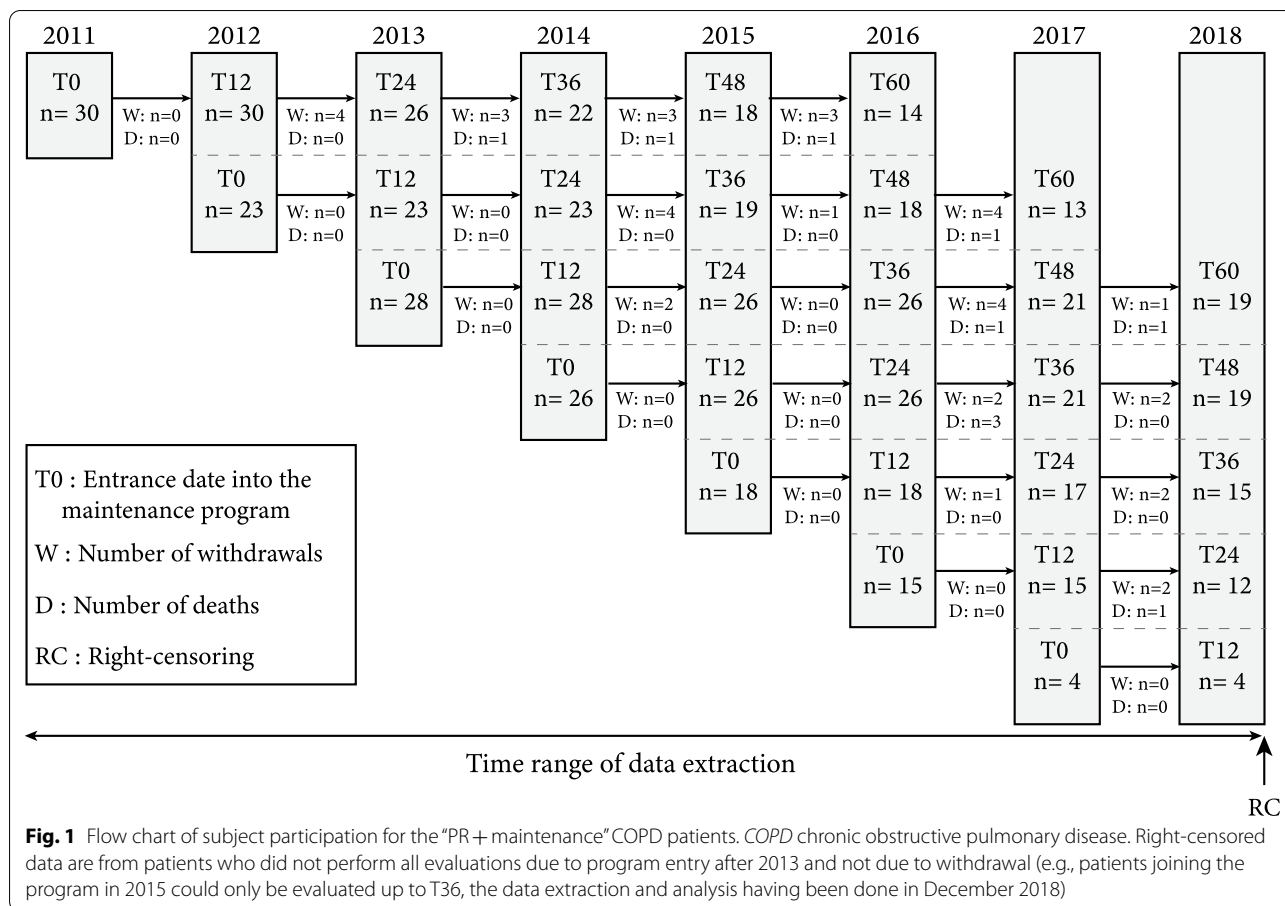 2011 2012 2013 2014 2015 2016 2017 2018
T0 T12 T24 T36 T48 T60
n= 30 n= 30 n= 26 n= 22 n= 18 n= 14
W: n=0 W: n=4 W: n=3 W: n=3 W: n=3
D: n=0 D: n=0 D: n=1 D: n=1 D: n=1
T0 T12 T24 T36 T48 T60
n= 23 n= 23 n= 23 n= 19 n= 18 n= 13
W: n=0 W: n=0 W: n=4 W: n=1 W: n=4
D: n=0 D: n=0 D: n=0 D: n=0 D: n=1
T0 T12 T24 T36 T48 T60
n= 28 n= 28 n= 26 n= 26 n= 21 n= 19
W: n=0 W: n=2 W: n=0 W: n=4 W: n=1
D: n=0 D: n=0 D: n=0 D: n=1 D: n=1
T0 T12 T24 T36 T48
n= 26 n= 26 n= 26 n= 21 n= 19
W: n=0 W: n=0 W: n=2 W: n=2
D: n=0 D: n=0 D: n=3 D: n=0
T0 T12 T24 T36
n= 18 n= 18 n= 17 n= 15
W: n=0 W: n=1 W: n=2
D: n=0 D: n=0 D: n=0
T0 T12 T24
n= 15 n= 15 n= 12
W: n=0 W: n=2
D: n=0 D: n=1
T0 T12
n= 4 n= 4
W: n=0
D: n=0
T0 : Entrance date into the
maintenance program
W : Number of withdrawals
D : Number of deaths
RC : Right-censoring
Time range of data extraction
RC
Fig. 1 Flow chart of subject participation for the “PR + maintenance” COPD patients. COPD chronic obstructive pulmonary disease. Right-censored
data are from patients who did not perform all evaluations due to program entry after 2013 and not due to withdrawal (e.g., patients joining the
program in 2015 could only be evaluated up to T36, the data extraction and analysis having been done in December 2018)